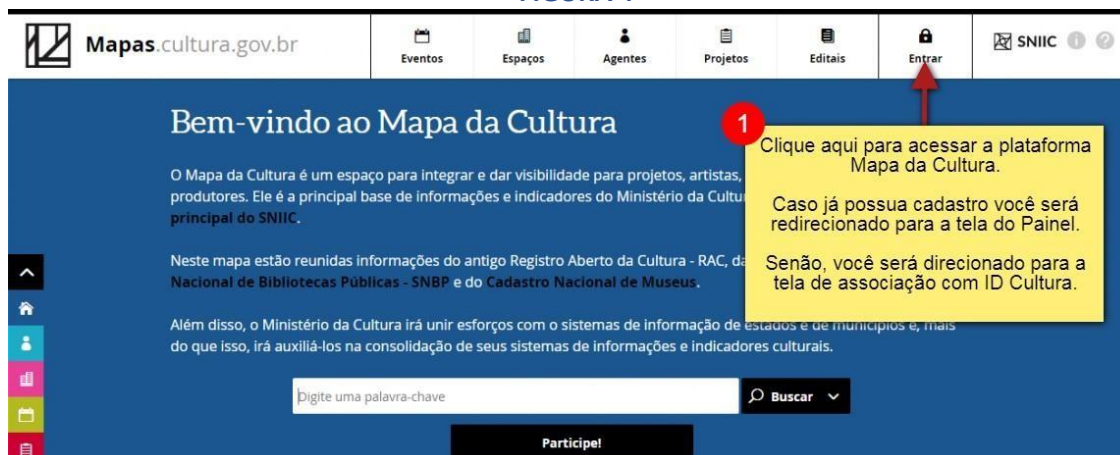 Mapas.cultura.gov.br
Eventos
Espaços
Agentes
Projetos
Editais
Entrar
SNIIC
Bem-vindo ao Mapa da Cultura
O Mapa da Cultura é um espaço para integrar e dar visibilidade para projetos, artistas,
produtores. Ele é a principal base de informações e indicadores do Ministério da
principal do SNIIC.
Neste mapa estão reunidas informações do antigo Registro Aberto da Cultura - RAC,
Nacional de Bibliotecas Públicas - SNBP e do Cadastro Nacional de Museus.
Além disso, o Ministério da Cultura irá unir esforços com o sistemas de informação de estados e de municípios e, mais
do que isso, irá auxiliá-los na consolidação de seus sistemas de informações e indicadores culturais.
1
Clique aqui para acessar a plataforma
Mapa da Cultura.
Caso já possua cadastro você será
redirecionado para a tela do Painel.
Senão, você será direcionado para a
tela de associação com ID Cultura.
Digite uma palavra-chave
Buscar
Participe!